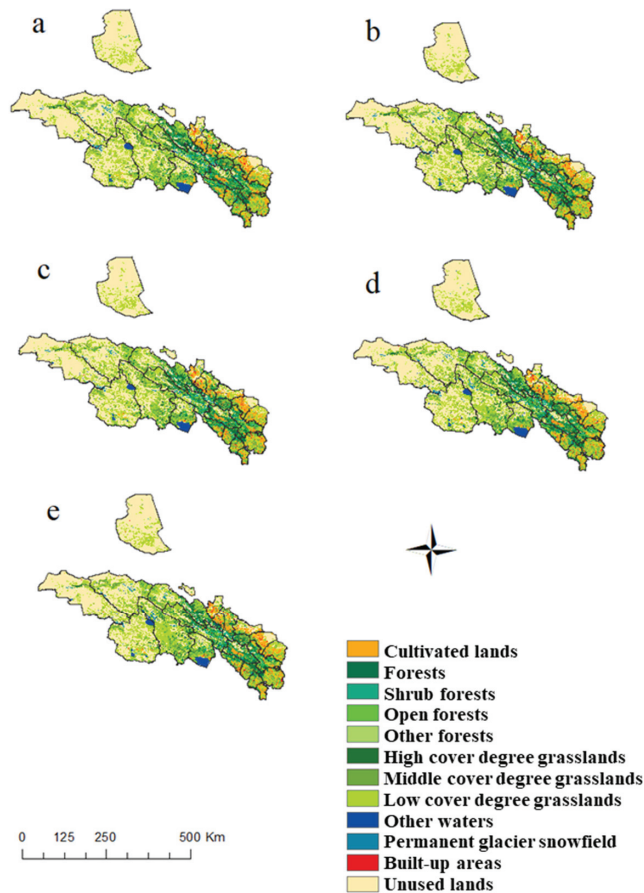 a
b
c
d
e
Cultivated lands
Forests
Shrub forests
Open forests
Other forests
High cover degree grasslands
Middle cover degree grasslands
Low cover degree grasslands
Other waters
Permanent glacier snowfield
Built-up areas
Unused lands
0 125 250 500 Km